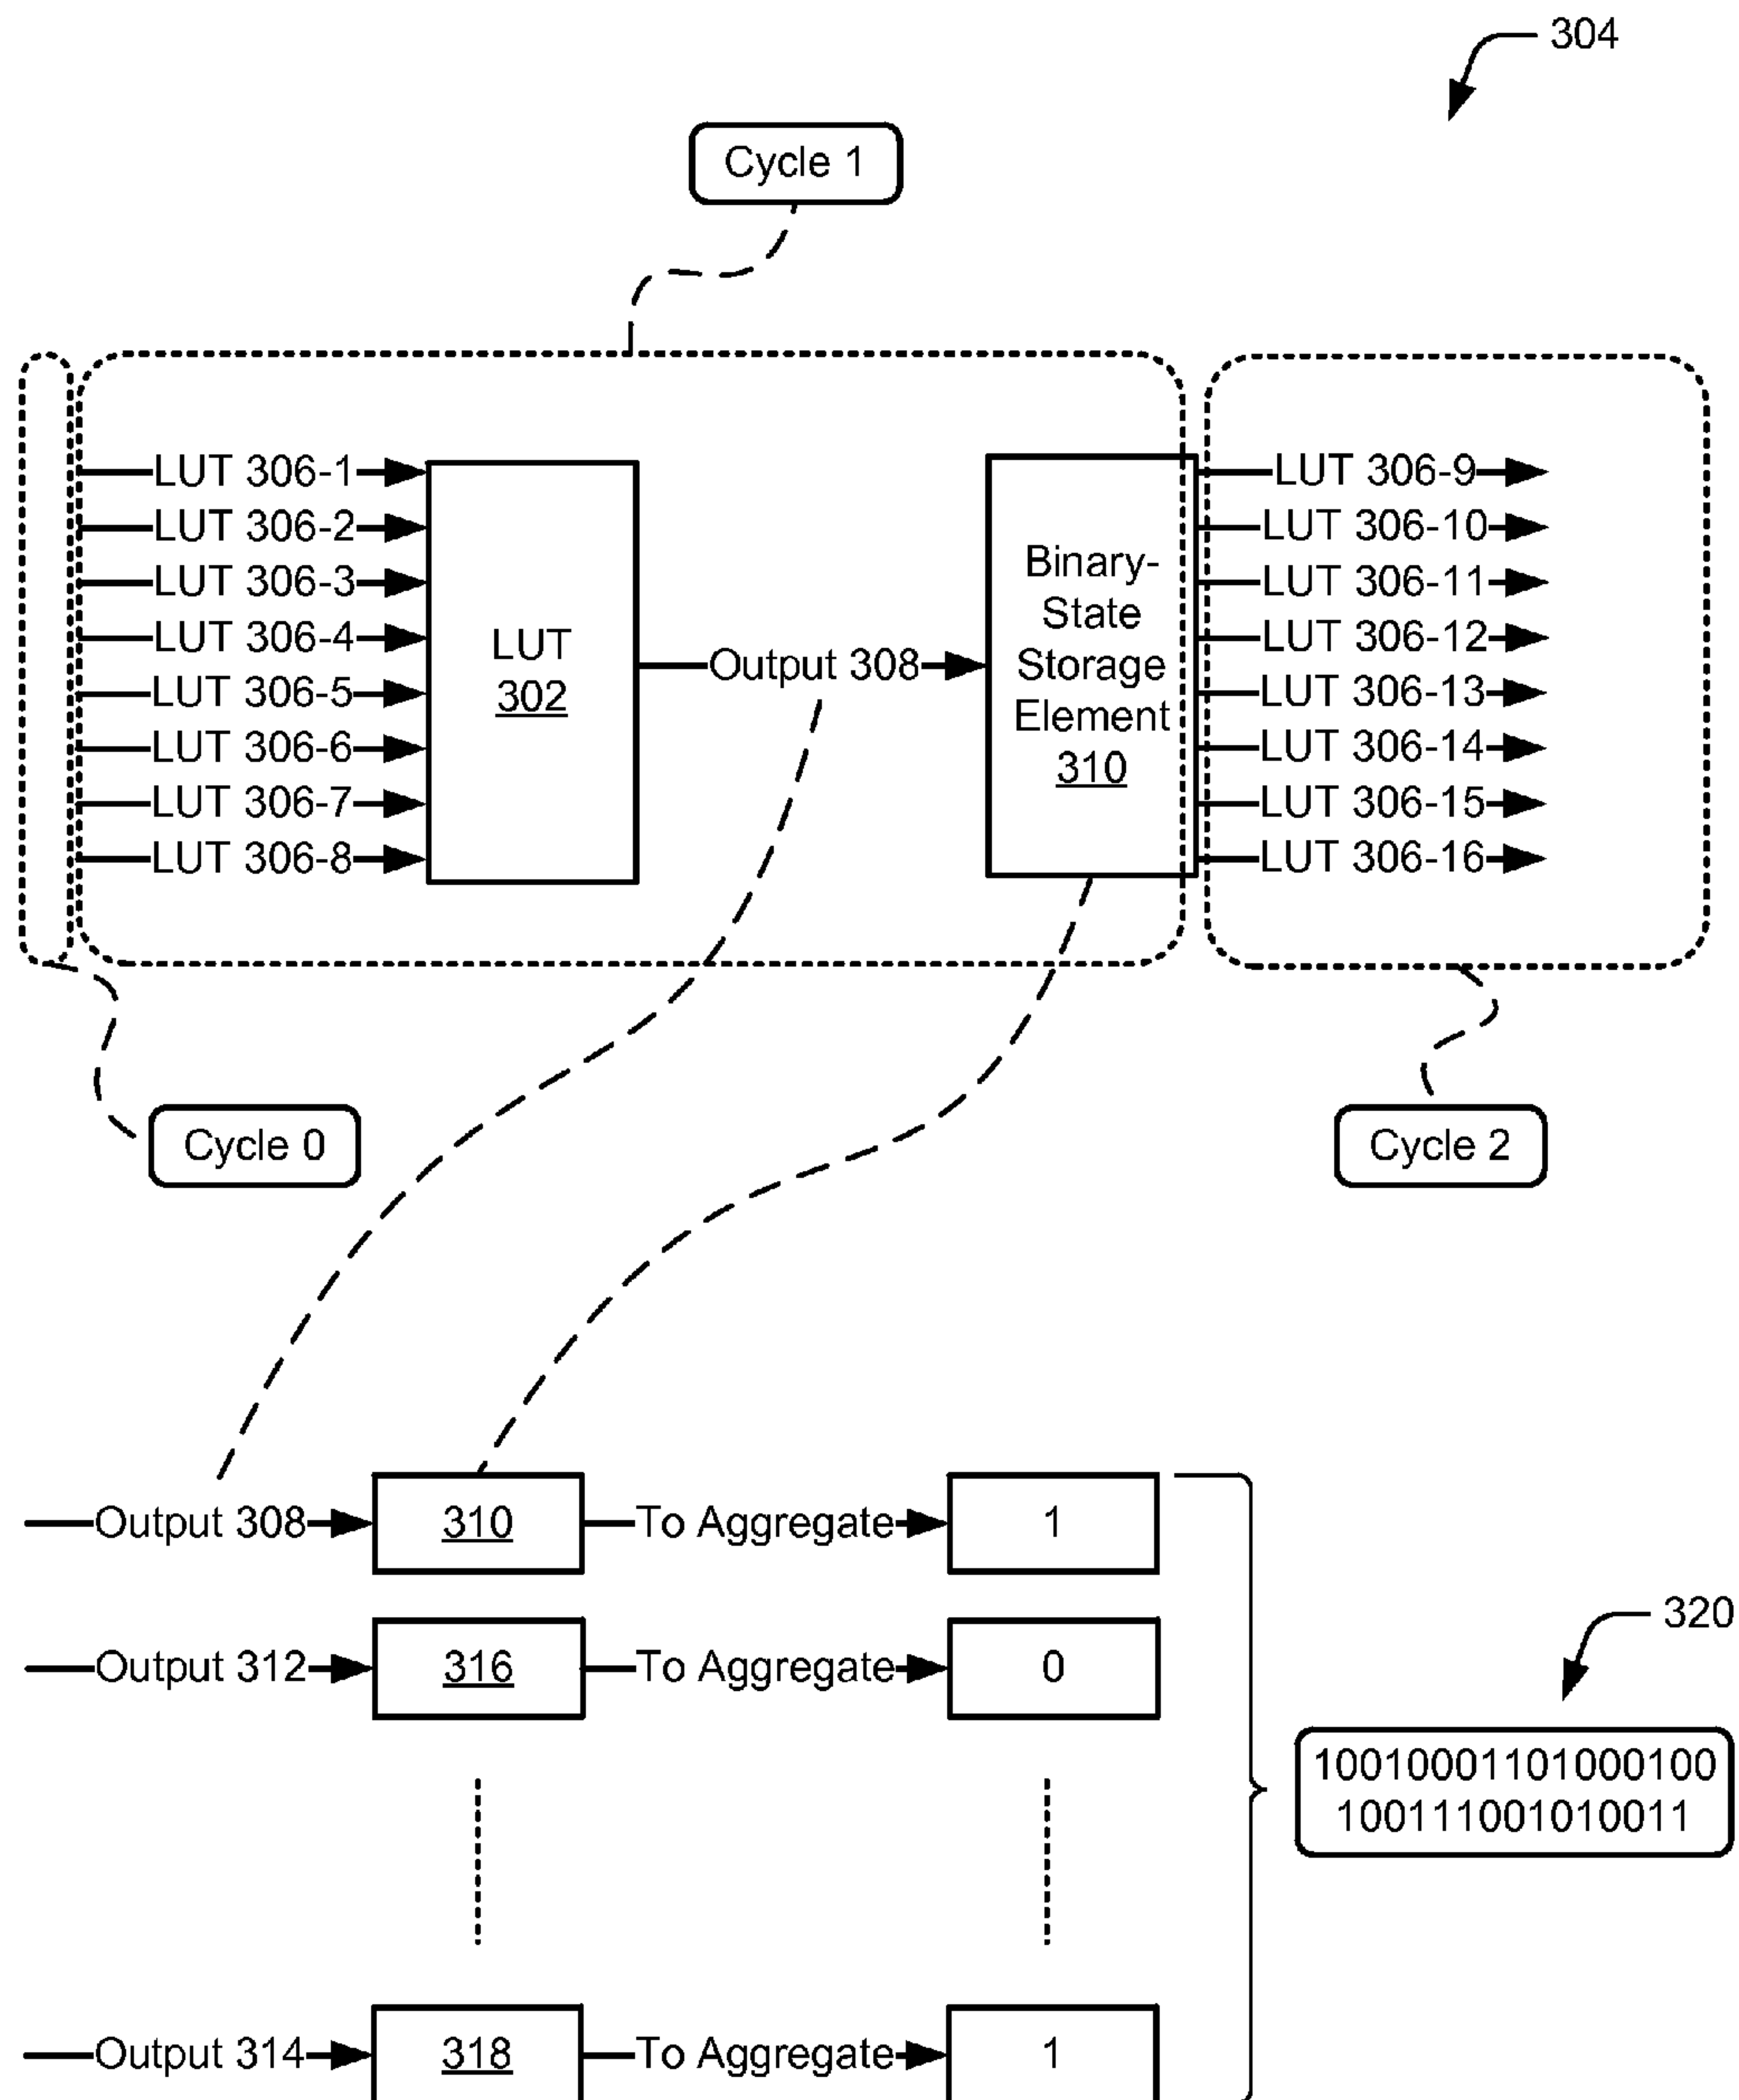 304
Cycle 1
LUT 306-1
LUT 306-2
LUT 306-3
LUT 306-4
LUT 306-5
LUT 306-6
LUT 306-7
LUT 306-8
LUT
302
Output 308
Binary-
State
Storage
Element
310
LUT 306-9
LUT 306-10
LUT 306-11
LUT 306-12
LUT 306-13
LUT 306-14
LUT 306-15
LUT 306-16
Cycle 0
Cycle 2
Output 308
310
To Aggregate
1
Output 312
316
To Aggregate
0
320
1001000110100010​0
100111001010011
Output 314
318
To Aggregate
1